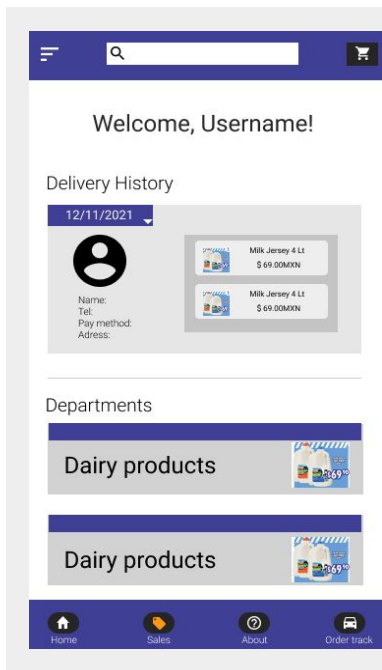 Welcome, Username!
Delivery History
12/11/2021
Milk Jersey 4 Lt
$ 69.00MXN
Name:
Tel:
Pay method:
Adress:
Milk Jersey 4 Lt
$ 69.00MXN
Departments
Dairy products
Dairy products
Home
Sales
About
Order track